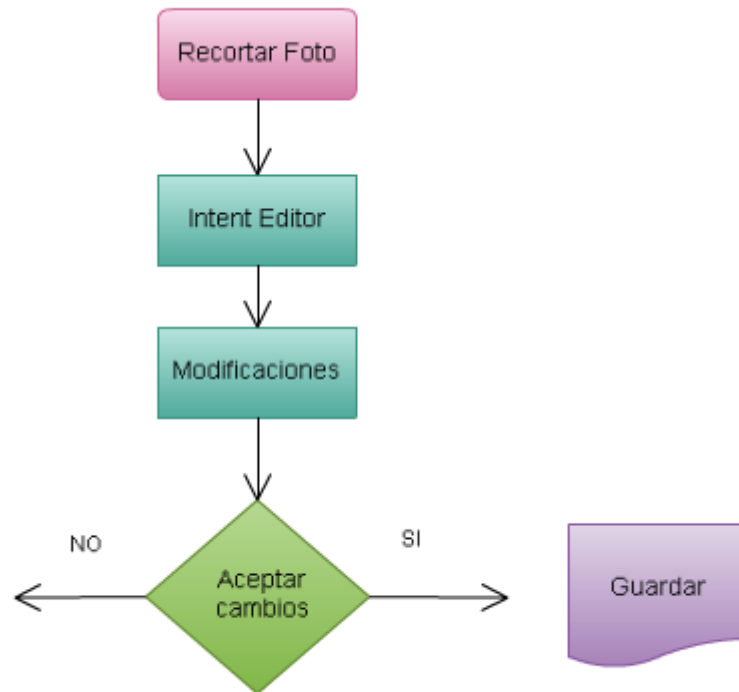 Recortar Foto
Intent Editor
Modificaciones
NO
SI
Aceptar
cambios
Guardar